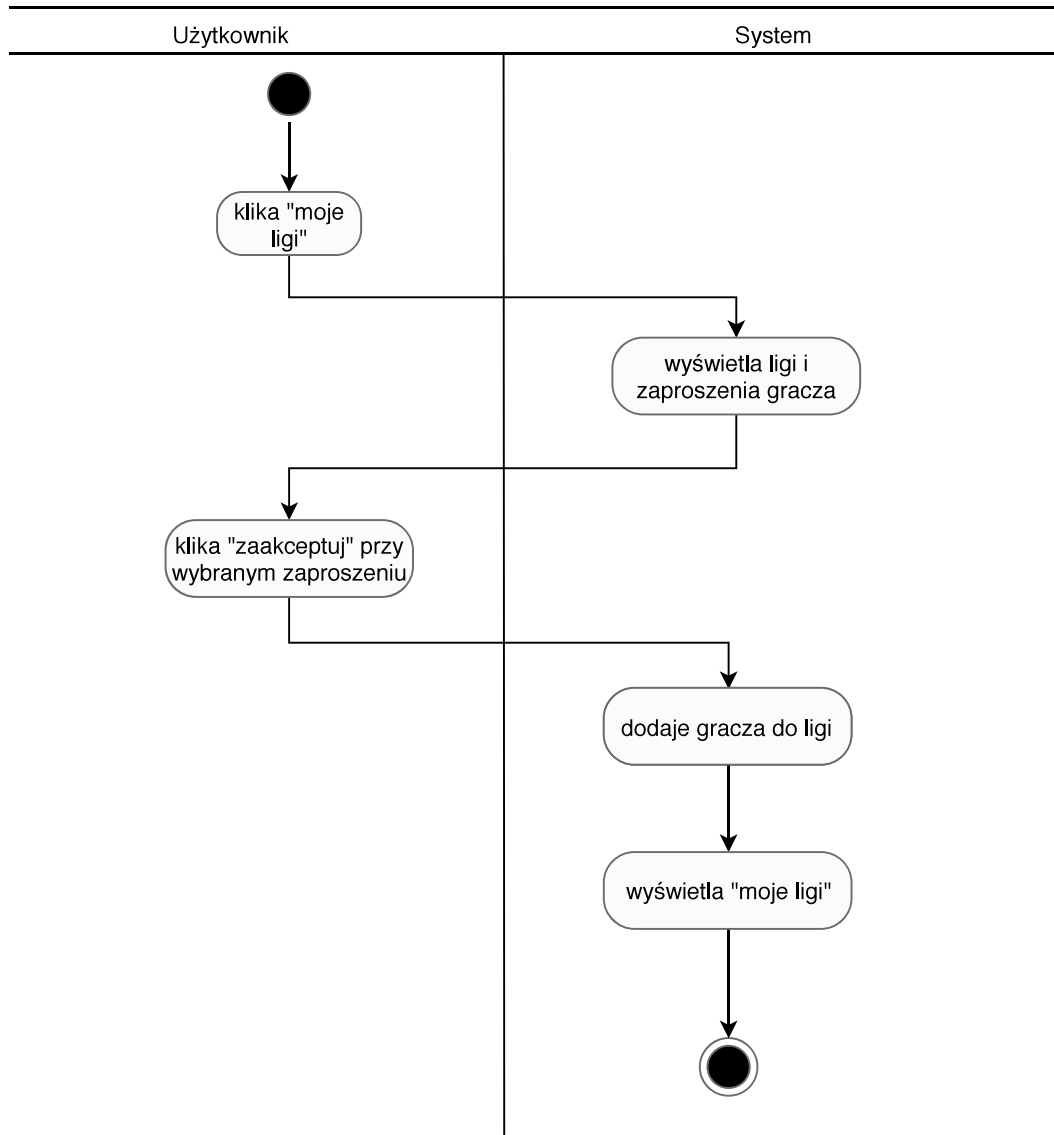 Użytkownik
System
klika "moje
ligi"
wyświetla ligi i
zaproszenia gracza
klika "zaakceptuj" przy
wybranym zaproszeniu
dodaje gracza do ligi
wyświetla "moje ligi"